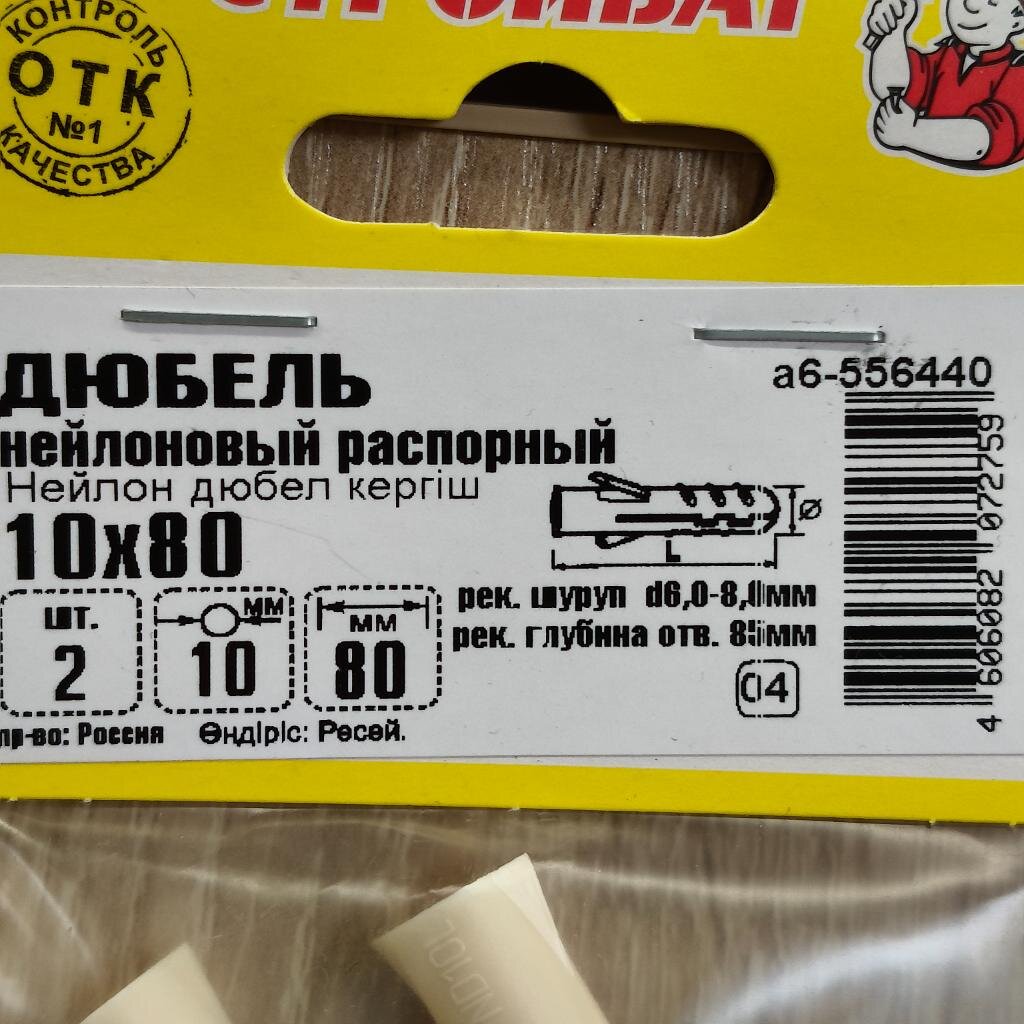 СТРОЙБАТ
КОНТРОЛЬ
ОТК
№1
КАЧЕСТВА
а6-556440
ДЮБЕЛЬ
нейлоновый распорный
Нейлон дюбел кергіш
10х80
L
Ø
рек. шуруп d6,0-8,0мм
рек. глубина отв. 85мм
шт.
2
мм
10
мм
80
04
пр-во: Россия Өндіріс: Ресей.
4 606082 072759
ND10L